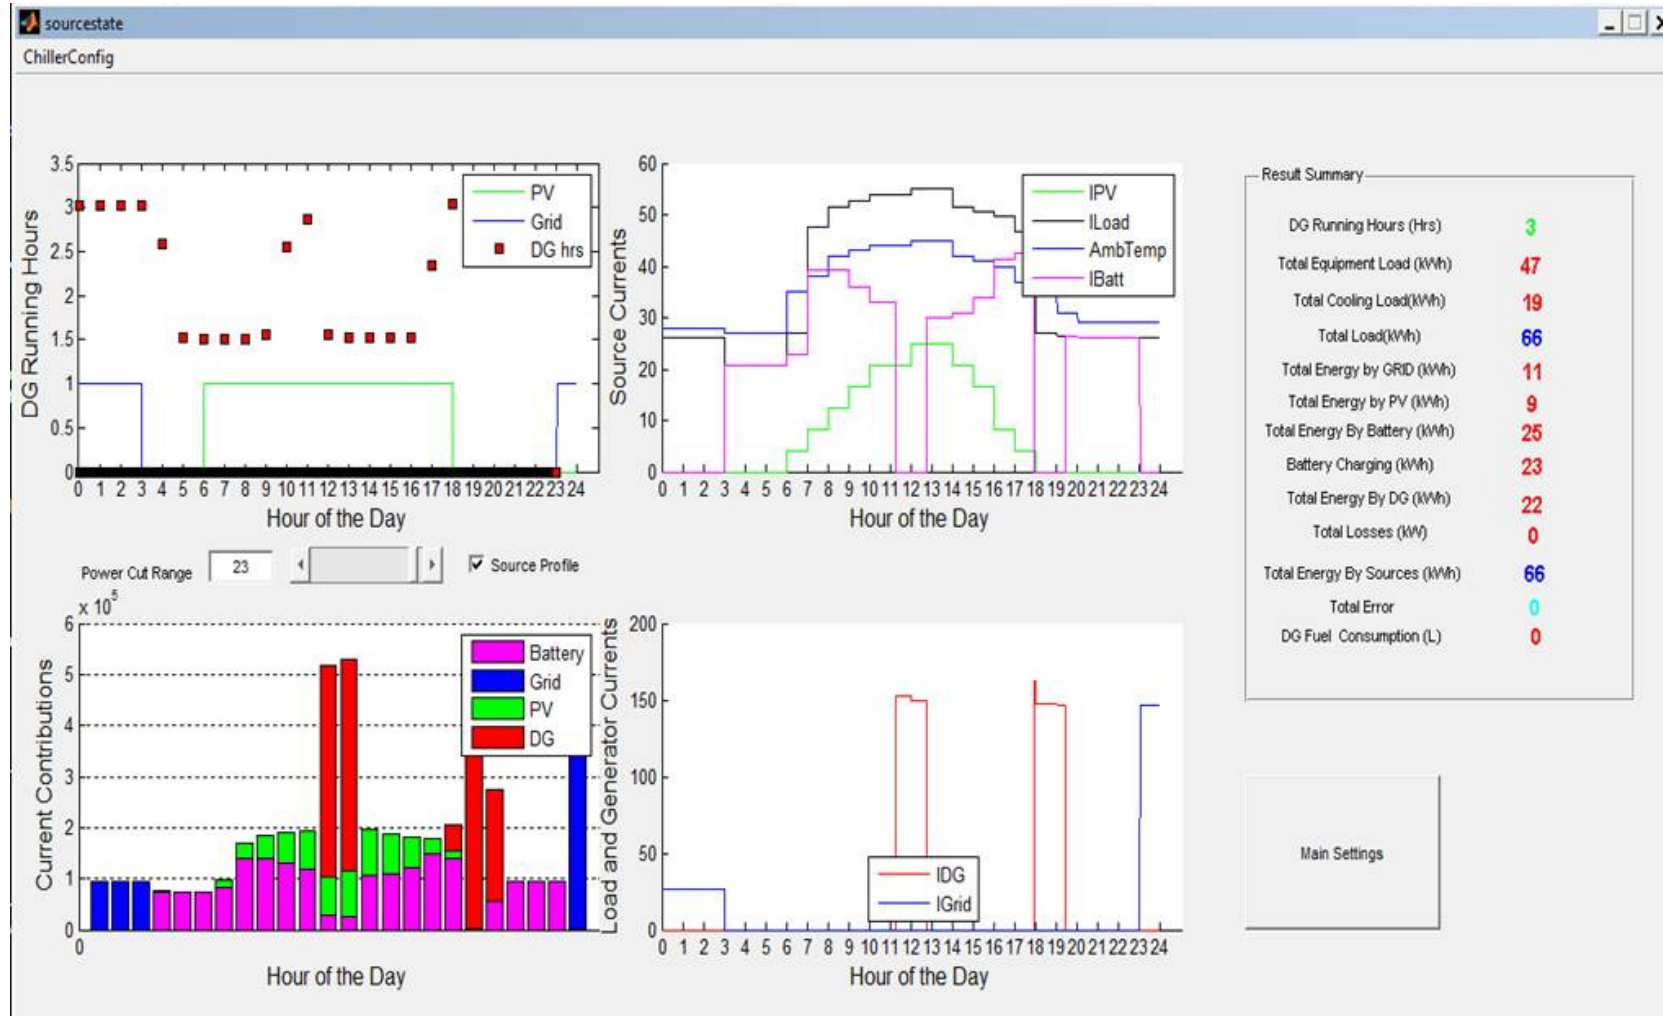 sourcestate
ChillerConfig
3.5
3
2.5
2
1.5
1
0.5
0
DG Running Hours
PV
Grid
DG hrs
0 1 2 3 4 5 6 7 8 9 10 11 12 13 14 15 16 17 18 19 20 21 22 23 24
Hour of the Day
60
50
40
30
20
10
0
Source Currents
IPV
ILoad
AmbTemp
IBatt
0 1 2 3 4 5 6 7 8 9 10 11 12 13 14 15 16 17 18 19 20 21 22 23 24
Hour of the Day
Power Cut Range 23
Source Profile
x 10^5
6
5
4
3
2
1
0
Current Contributions
Battery
Grid
PV
DG
0
Hour of the Day
200
150
100
50
0
Load and Generator Currents
IDG
IGrid
0 1 2 3 4 5 6 7 8 9 10 11 12 13 14 15 16 17 18 19 20 21 22 23 24
Hour of the Day
Result Summary
DG Running Hours (Hrs) 3
Total Equipment Load (kWh) 47
Total Cooling Load(kWh) 19
Total Load(kWh) 66
Total Energy by GRID (kWh) 11
Total Energy by PV (kWh) 9
Total Energy By Battery (kWh) 25
Battery Charging (kWh) 23
Total Energy By DG (kWh) 22
Total Losses (kW) 0
Total Energy By Sources (kWh) 66
Total Error 0
DG Fuel Consumption (L) 0
Main Settings